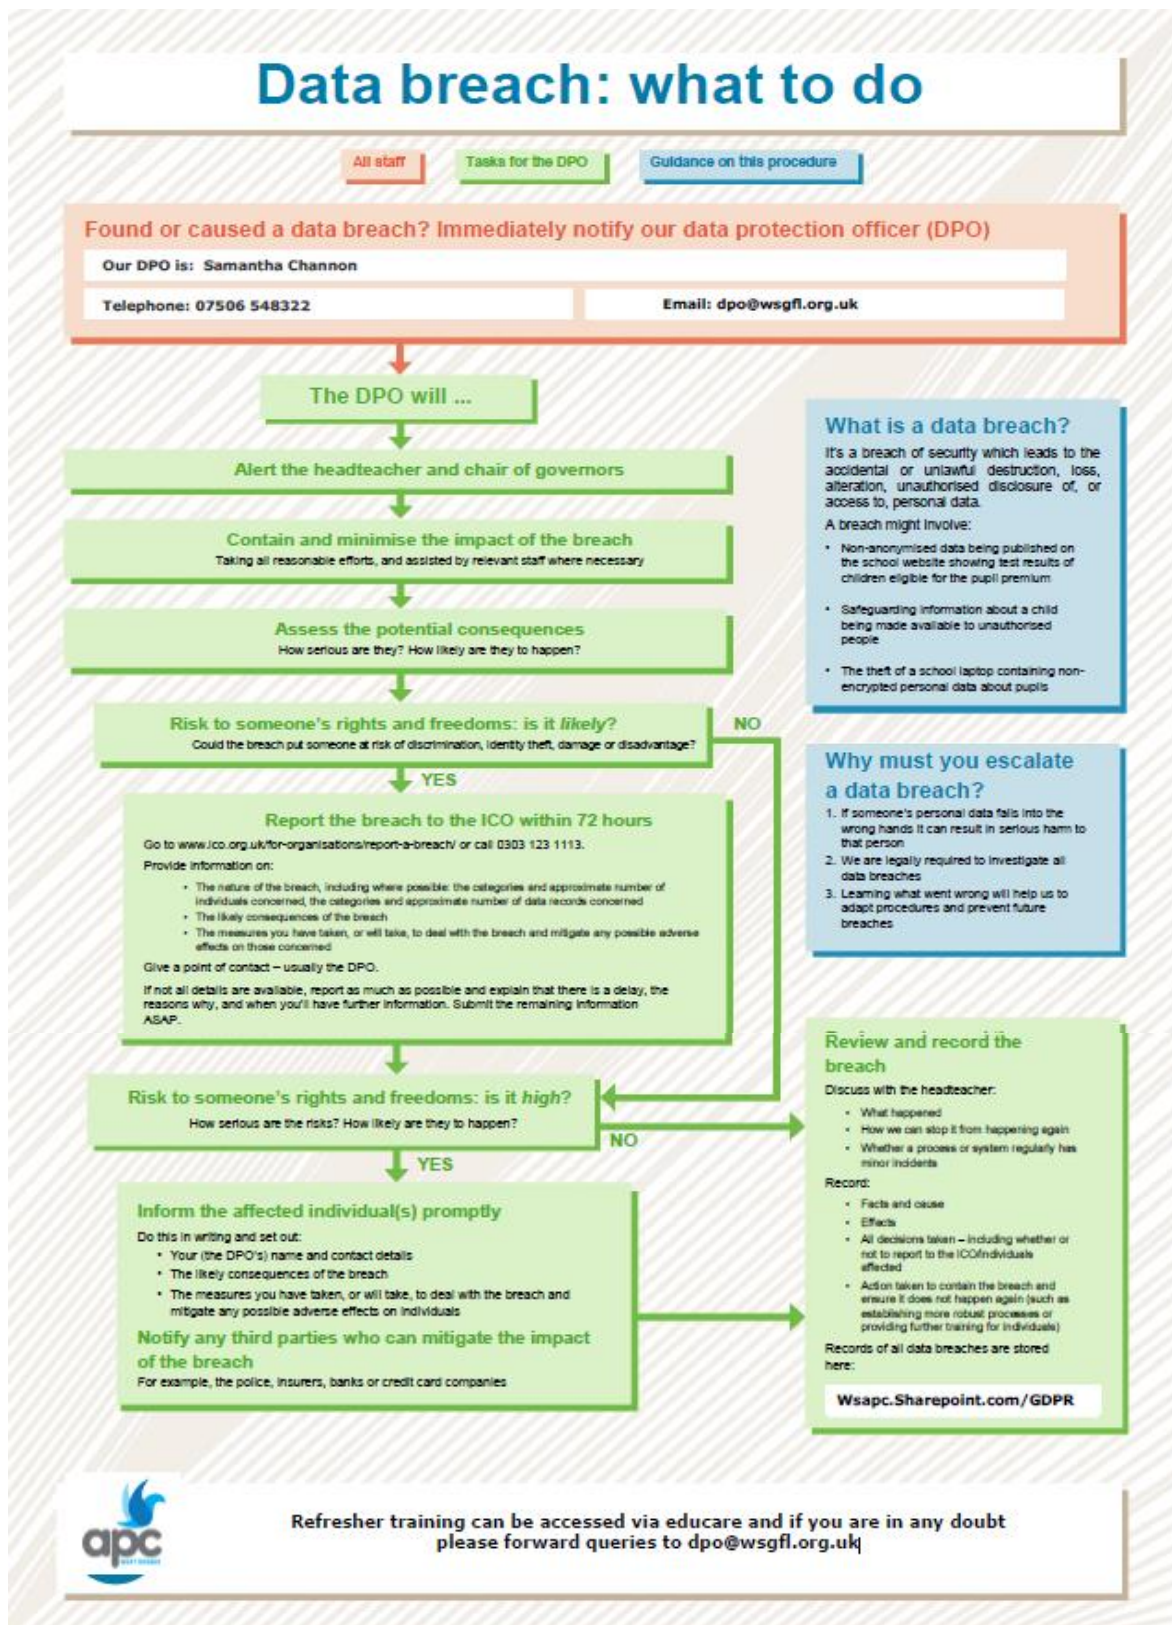 Data breach: what to do
All staff
Tasks for the DPO
Guidance on this procedure
Found or caused a data breach? Immediately notify our data protection officer (DPO)
Our DPO is: Samantha Channon
Telephone: 07506 548322
Email: dpo@wsgfl.org.uk
The DPO will ...
Alert the headteacher and chair of governors
Contain and minimise the impact of the breach
Taking all reasonable efforts, and assisted by relevant staff where necessary
Assess the potential consequences
How serious are they? How likely are they to happen?
Risk to someone's rights and freedoms: is it likely?
Could the breach put someone at risk of discrimination, identity theft, damage or disadvantage?
NO
YES
Report the breach to the ICO within 72 hours
Go to www.ico.org.uk/for-organisations/report-a-breach/ or call 0303 123 1113.
Provide information on:
• The nature of the breach, including where possible: the categories and approximate number of
individuals concerned, the categories and approximate number of data records concerned
• The likely consequences of the breach
• The measures you have taken, or will take, to deal with the breach and mitigate any possible adverse
effects on those concerned
Give a point of contact – usually the DPO.
If not all details are available, report as much as possible and explain that there is a delay, the
reasons why, and when you'll have further information. Submit the remaining information
ASAP.
Risk to someone's rights and freedoms: is it high?
How serious are the risks? How likely are they to happen?
NO
YES
Inform the affected individual(s) promptly
Do this in writing and set out:
• Your (the DPO's) name and contact details
• The likely consequences of the breach
• The measures you have taken, or will take, to deal with the breach and
mitigate any possible adverse effects on individuals
Notify any third parties who can mitigate the impact
of the breach
For example, the police, insurers, banks or credit card companies
What is a data breach?
It's a breach of security which leads to the
accidental or unlawful destruction, loss,
alteration, unauthorised disclosure of, or
access to, personal data.
A breach might involve:
• Non-anonymised data being published on
the school website showing test results of
children eligible for the pupil premium
• Safeguarding information about a child
being made available to unauthorised
people
• The theft of a school laptop containing non-
encrypted personal data about pupils
Why must you escalate
a data breach?
1. If someone's personal data falls into the
wrong hands it can result in serious harm to
that person
2. We are legally required to investigate all
data breaches
3. Learning what went wrong will help us to
adapt procedures and prevent future
breaches
Review and record the
breach
Discuss with the headteacher:
• What happened
• How we can stop it from happening again
• Whether a process or system regularly has
minor incidents
Record:
• Facts and cause
• Effects
• All decisions taken – including whether or
not to report to the ICO/individuals
affected
• Action taken to contain the breach and
ensure it does not happen again (such as
establishing more robust processes or
providing further training for individuals)
Records of all data breaches are stored
here:
Wsapc.Sharepoint.com/GDPR
apc
Refresher training can be accessed via educare and if you are in any doubt
please forward queries to dpo@wsgfl.org.uk